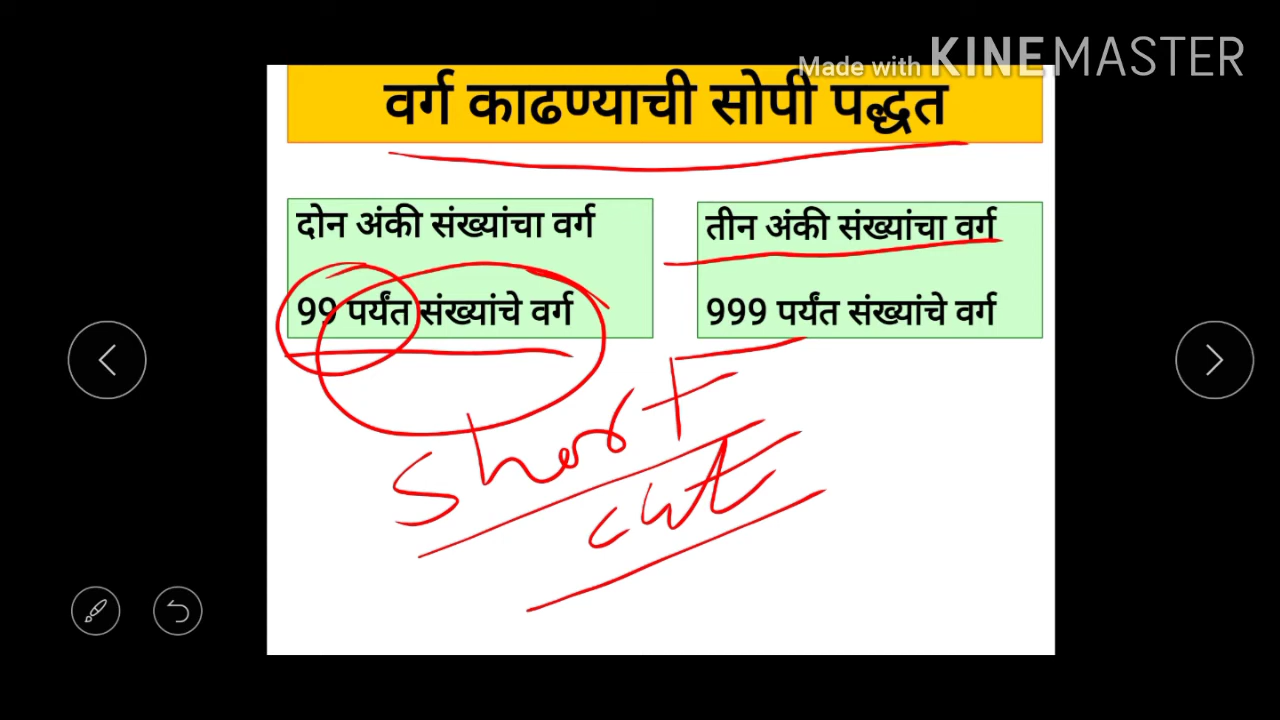 Made with KINEMASTER
वर्ग काढण्याची सोपी पद्धत
दोन अंकी संख्यांचा वर्ग
99 पर्यंत संख्यांचे वर्ग
तीन अंकी संख्यांचा वर्ग
999 पर्यंत संख्यांचे वर्ग
short
cut